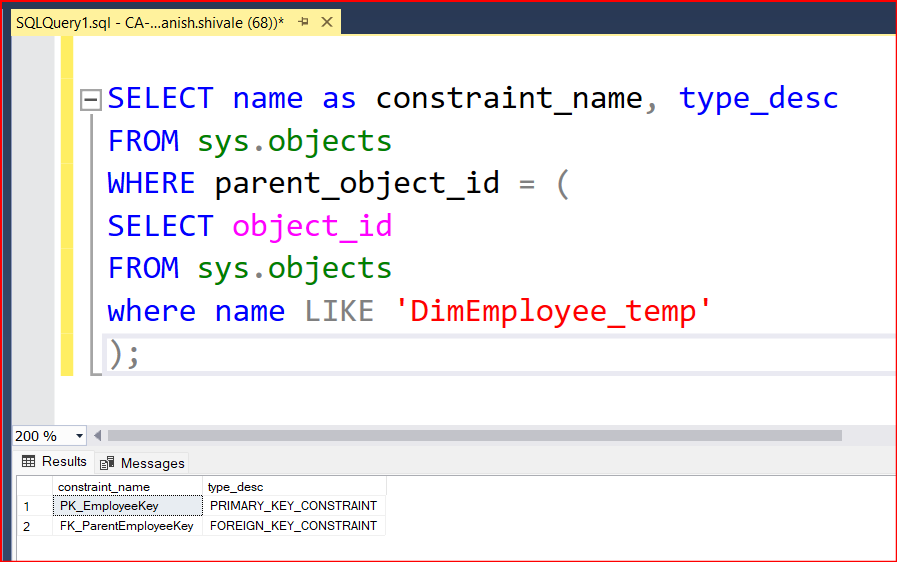 SQLQuery1.sql - CA-...anish.shivale (68))*
SELECT name as constraint_name, type_desc
FROM sys.objects
WHERE parent_object_id = (
SELECT object_id
FROM sys.objects
where name LIKE 'DimEmployee_temp'
);
200 %
Results Messages
constraint_name type_desc
1 PK_EmployeeKey PRIMARY_KEY_CONSTRAINT
2 FK_ParentEmployeeKey FOREIGN_KEY_CONSTRAINT